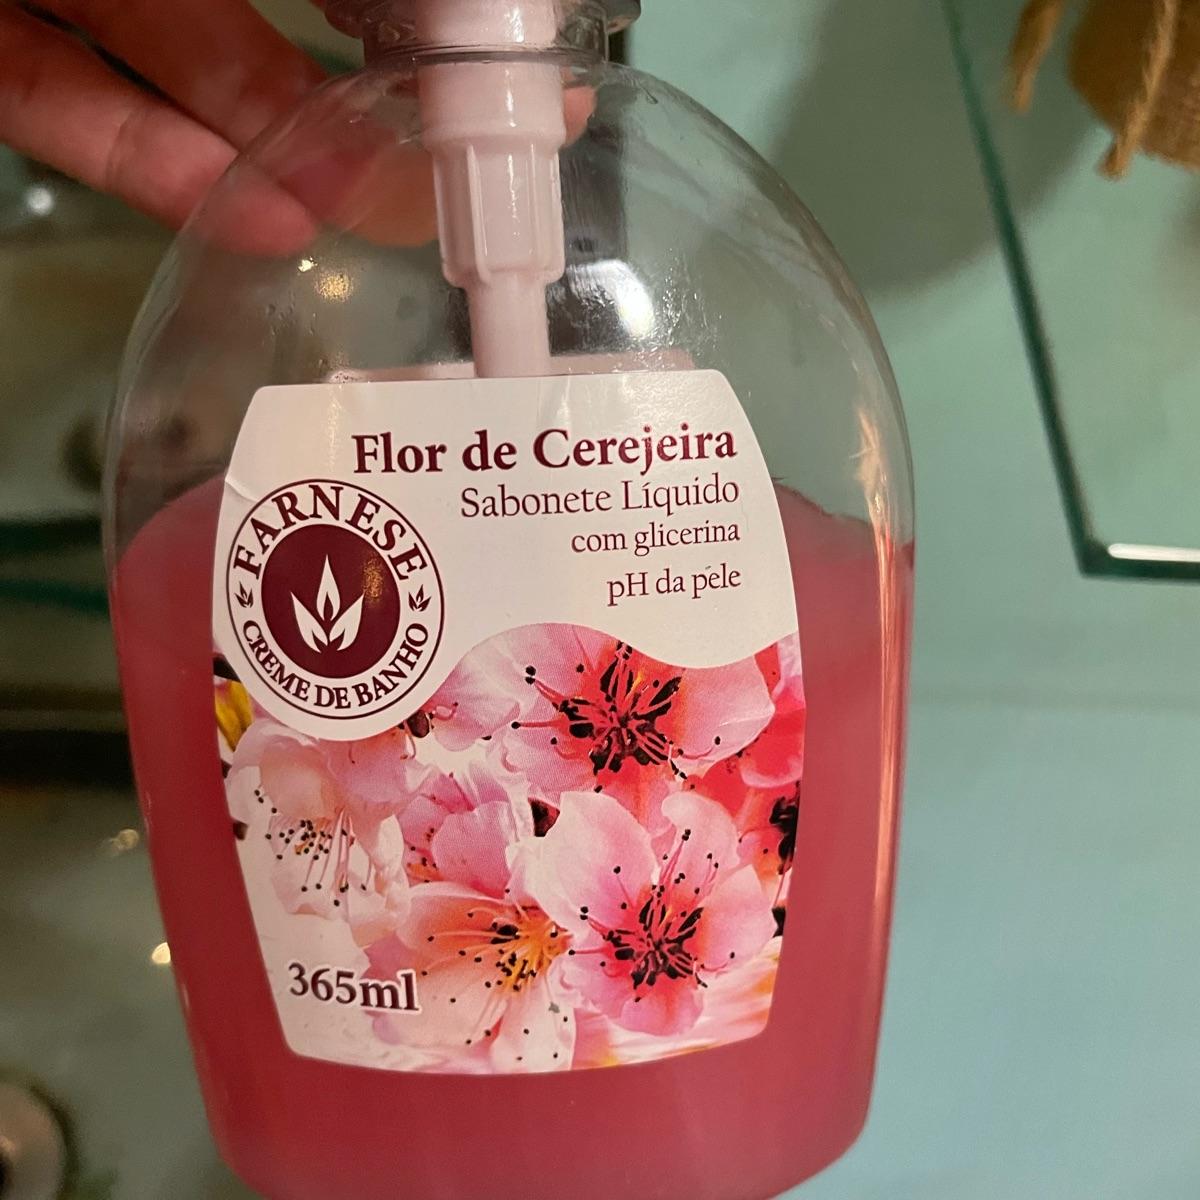 Flor de Cerejeira
Sabonete Líquido
com glicerina
pH da pele
FARNESE
CREME DE BANHO
365ml